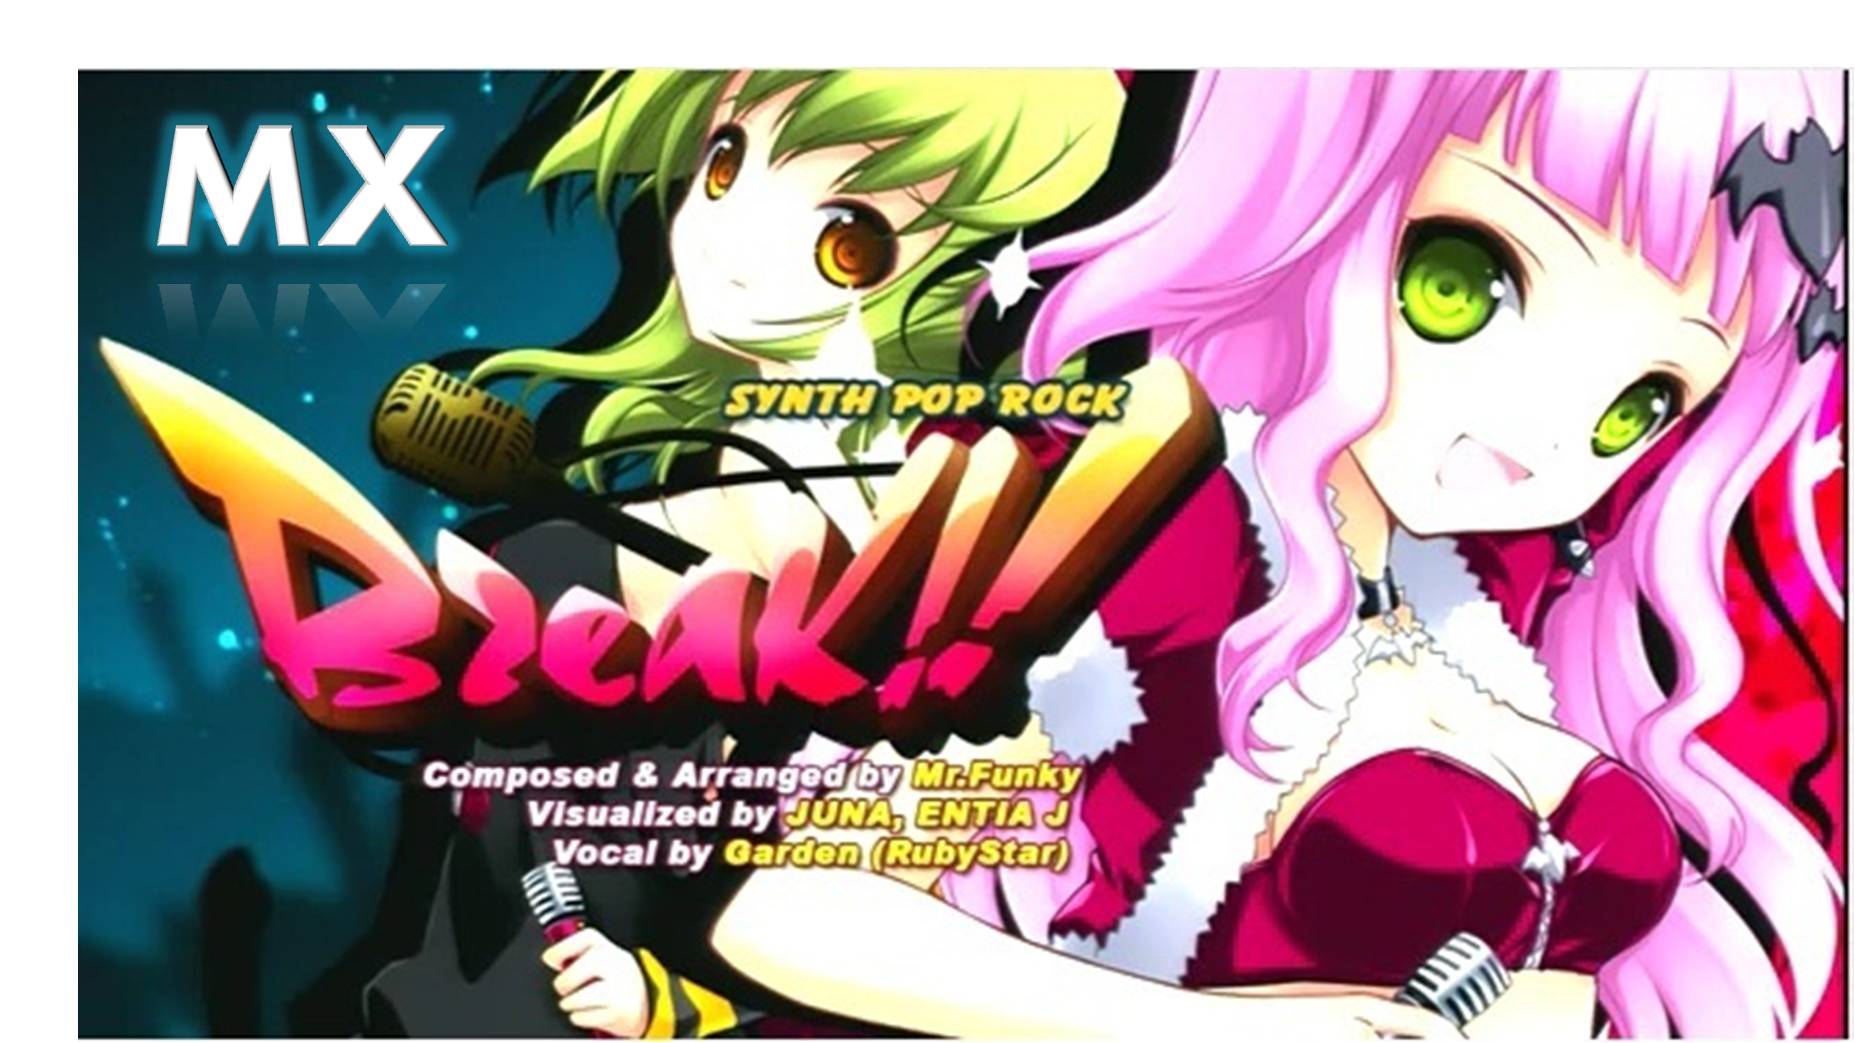 MX
SYNTH POP ROCK
Break!!
Composed & Arranged by Mr.Funky
Visualized by JUNA, ENTIA J
Vocal by Garden (RubyStar)